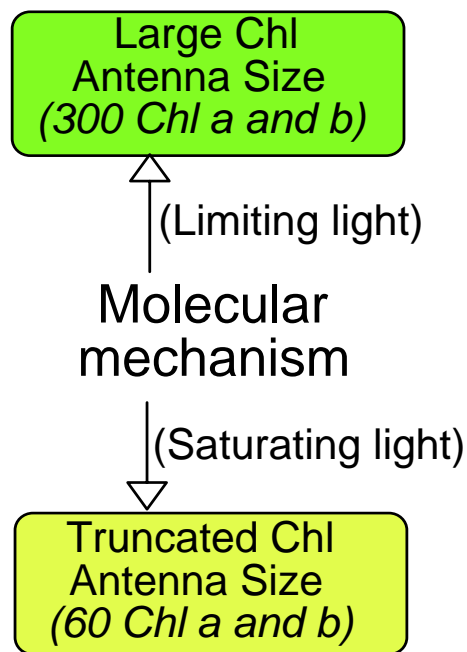 Large Chl
Antenna Size
(300 Chl a and b)
(Limiting light)
Molecular
mechanism
(Saturating light)
Truncated Chl
Antenna Size
(60 Chl a and b)